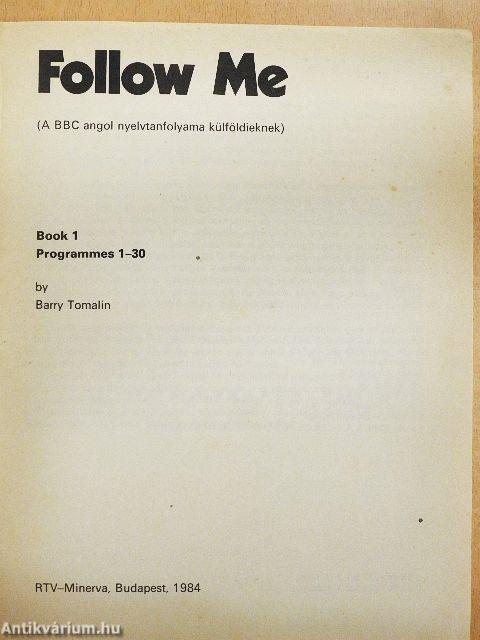 Follow Me
(A BBC angol nyelvtanfolyama külföldieknek)
Book 1
Programmes 1–30
by
Barry Tomalin
RTV–Minerva, Budapest, 1984
Antikvárium.hu